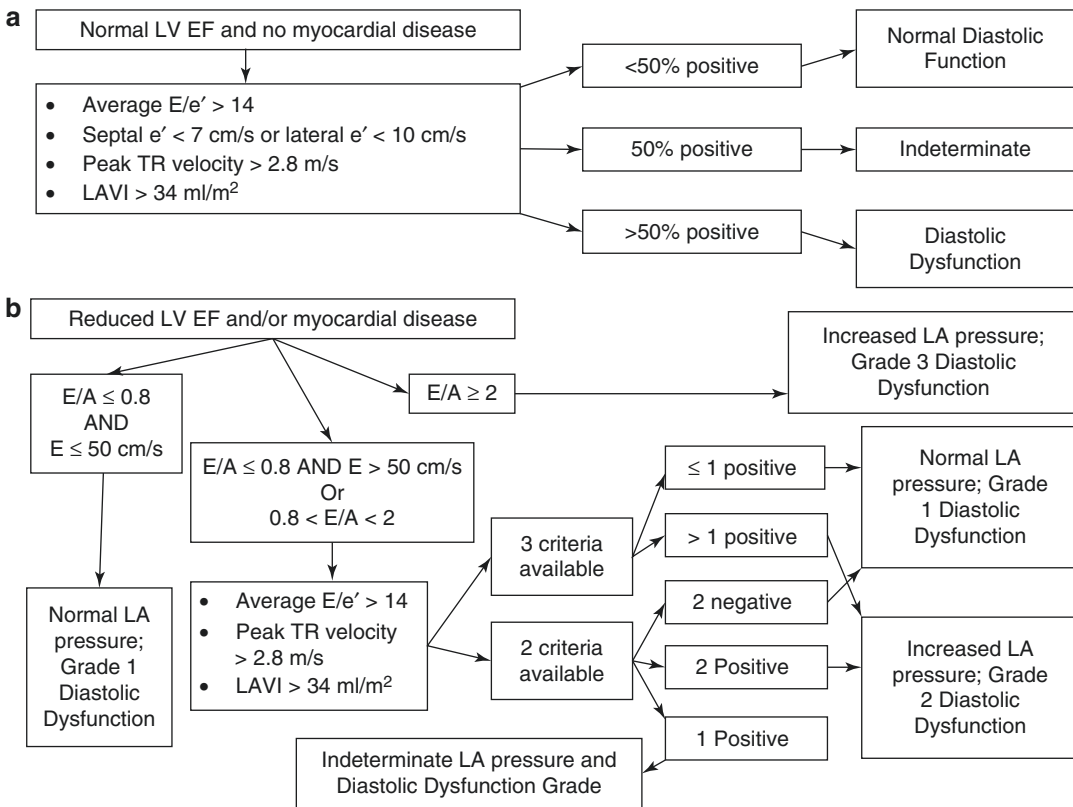 a
Normal LV EF and no myocardial disease
• Average E/e′ > 14
• Septal e′ < 7 cm/s or lateral e′ < 10 cm/s
• Peak TR velocity > 2.8 m/s
• LAVI > 34 ml/m²
<50% positive
50% positive
>50% positive
Normal Diastolic
Function
Indeterminate
Diastolic
Dysfunction
b
Reduced LV EF and/or myocardial disease
E/A ≤ 0.8
AND
E ≤ 50 cm/s
E/A ≥ 2
Increased LA pressure;
Grade 3 Diastolic
Dysfunction
E/A ≤ 0.8 AND E > 50 cm/s
Or
0.8 < E/A < 2
Normal LA
pressure;
Grade 1
Diastolic
Dysfunction
• Average E/e′ > 14
• Peak TR velocity
> 2.8 m/s
• LAVI > 34 ml/m²
3 criteria
available
2 criteria
available
≤ 1 positive
> 1 positive
2 negative
2 Positive
1 Positive
Normal LA
pressure; Grade
1 Diastolic
Dysfunction
Increased LA
pressure; Grade
2 Diastolic
Dysfunction
Indeterminate LA pressure and
Diastolic Dysfunction Grade